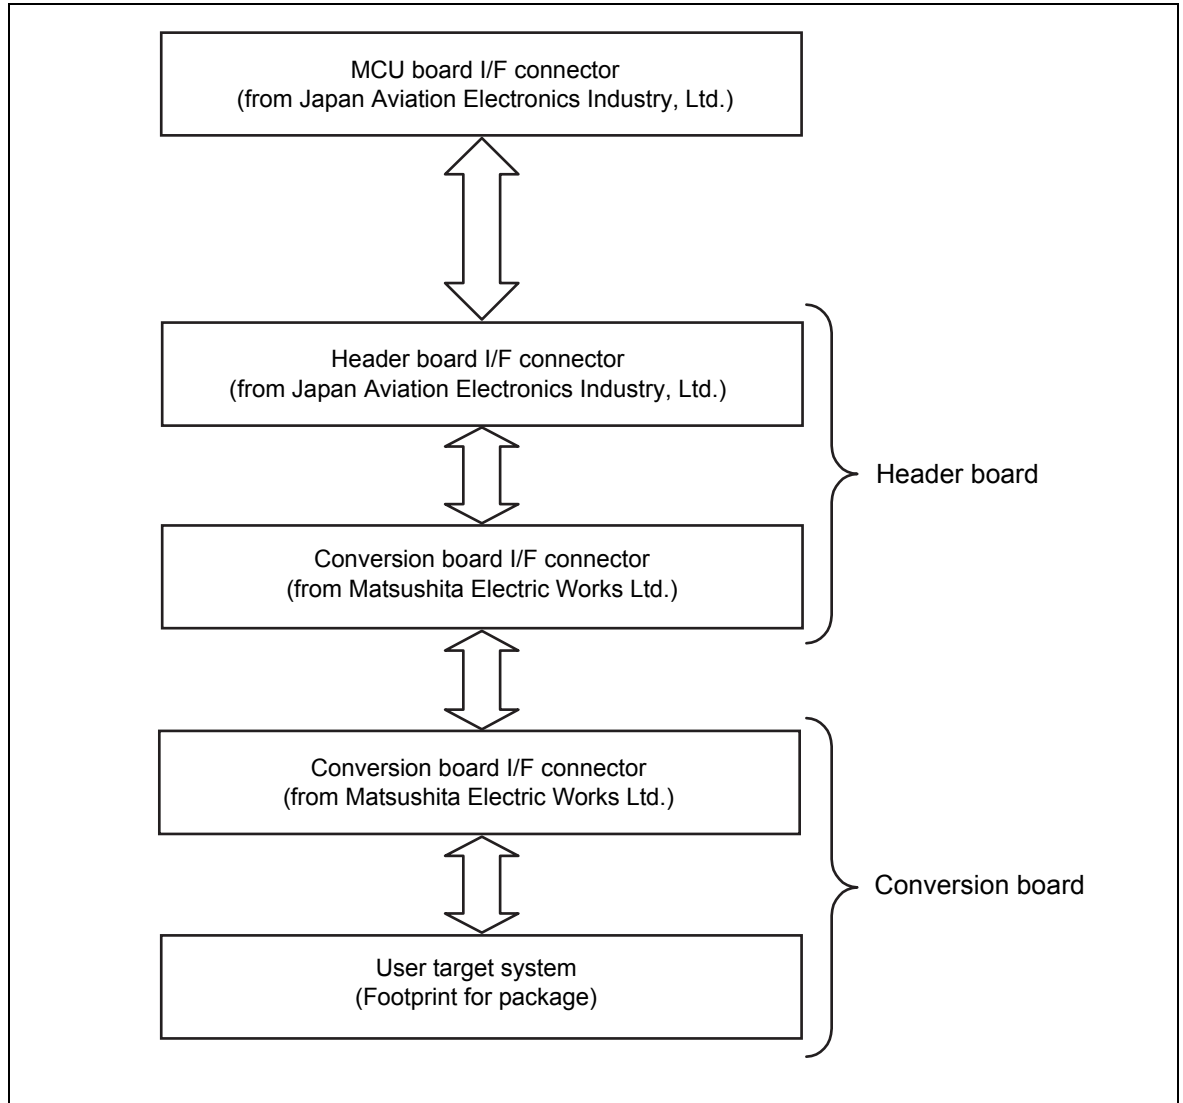 MCU board I/F connector
(from Japan Aviation Electronics Industry, Ltd.)
Header board I/F connector
(from Japan Aviation Electronics Industry, Ltd.)
Header board
Conversion board I/F connector
(from Matsushita Electric Works Ltd.)
Conversion board I/F connector
(from Matsushita Electric Works Ltd.)
Conversion board
User target system
(Footprint for package)